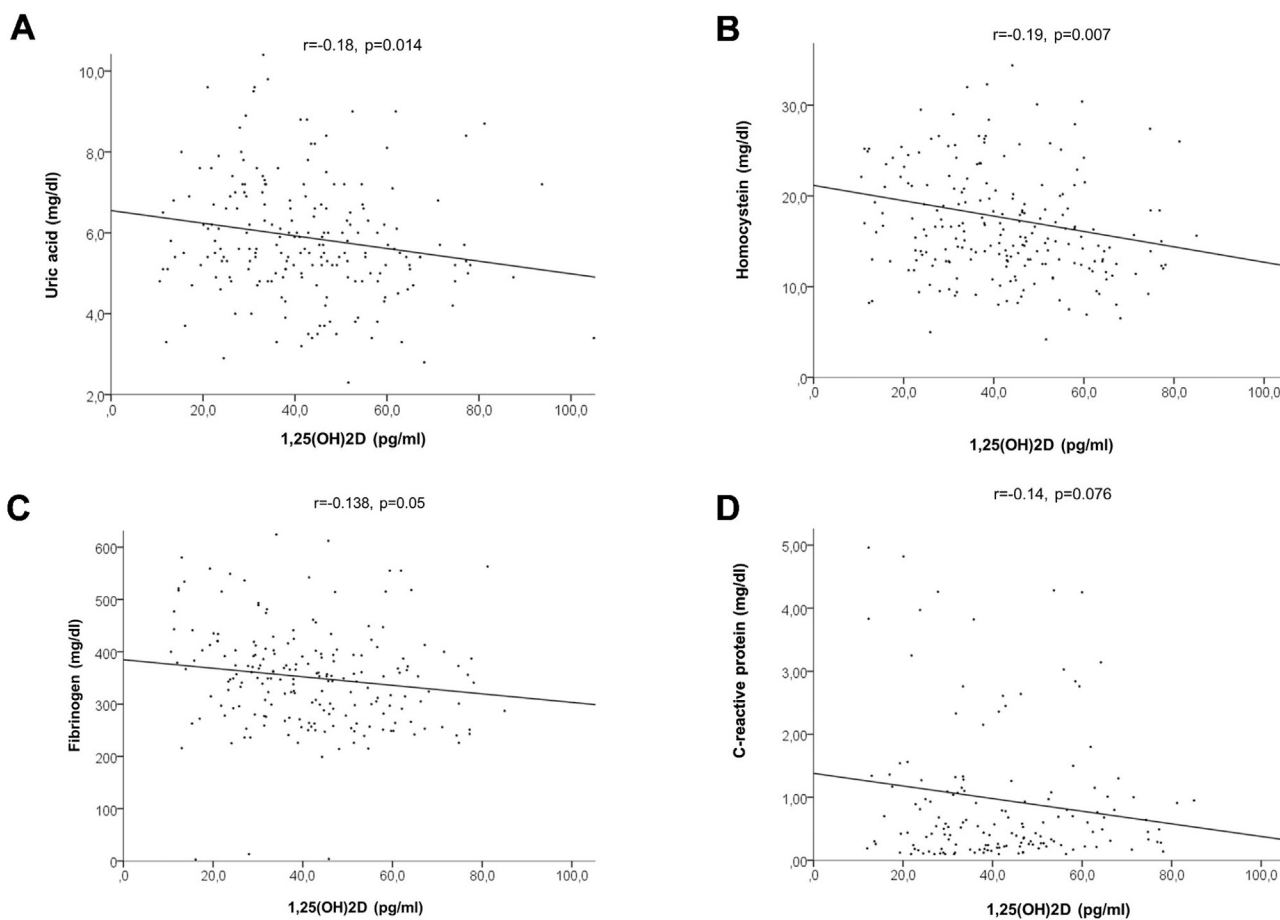 A
r=-0.18, p=0.014
Uric acid (mg/dl)
10,0
8,0
6,0
4,0
2,0
,0 20,0 40,0 60,0 80,0 100,0
1,25(OH)2D (pg/ml)
B
r=-0.19, p=0.007
Homocystein (mg/dl)
30,0
20,0
10,0
,0
,0 20,0 40,0 60,0 80,0 100,0
1,25(OH)2D (pg/ml)
C
r=-0.138, p=0.05
Fibrinogen (mg/dl)
600
500
400
300
200
100
0
,0 20,0 40,0 60,0 80,0 100,0
1,25(OH)2D (pg/ml)
D
r=-0.14, p=0.076
C-reactive protein (mg/dl)
5,00
4,00
3,00
2,00
1,00
,00
,0 20,0 40,0 60,0 80,0 100,0
1,25(OH)2D (pg/ml)